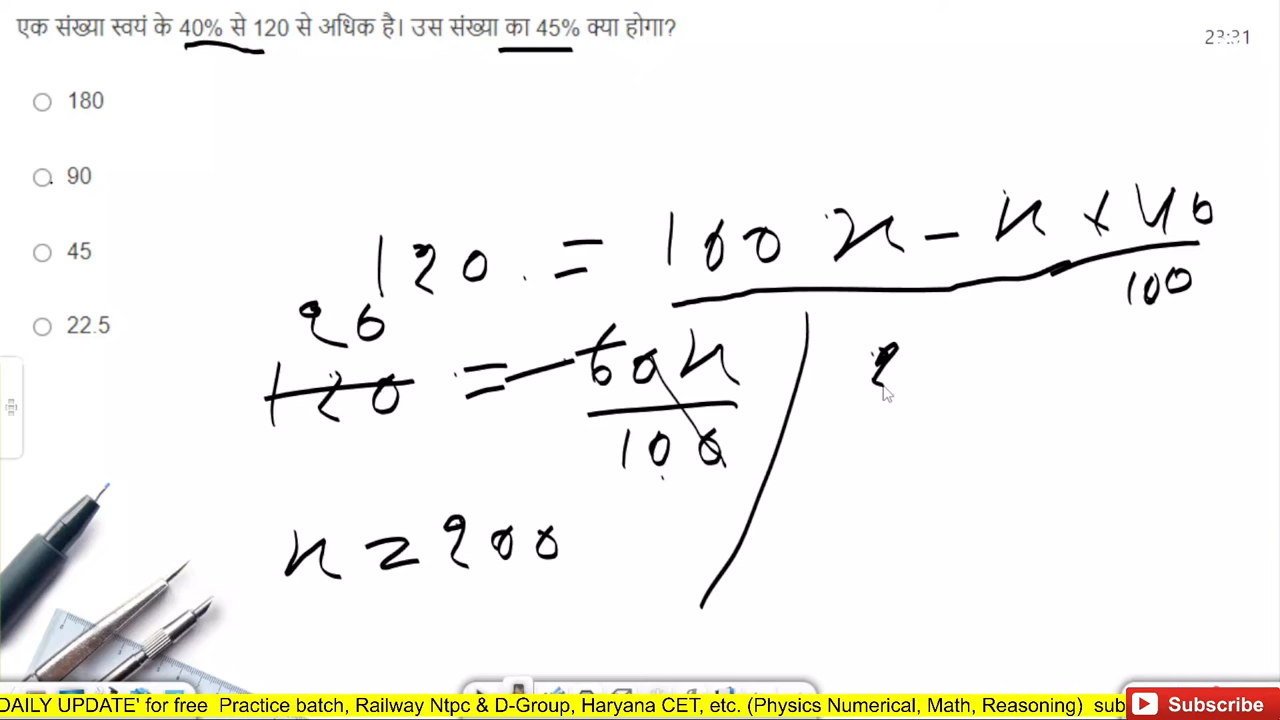 एक संख्या स्वयं के 40% से 120 से अधिक है। उस संख्या का 45% क्या होगा?
180
90
45
22.5
120 = 100x - x × 40
100
20
120 = 60x
100
x = 200
2
DAILY UPDATE' for free Practice batch, Railway Ntpc & D-Group, Haryana CET, etc. (Physics Numerical, Math, Reasoning) sub
Subscribe